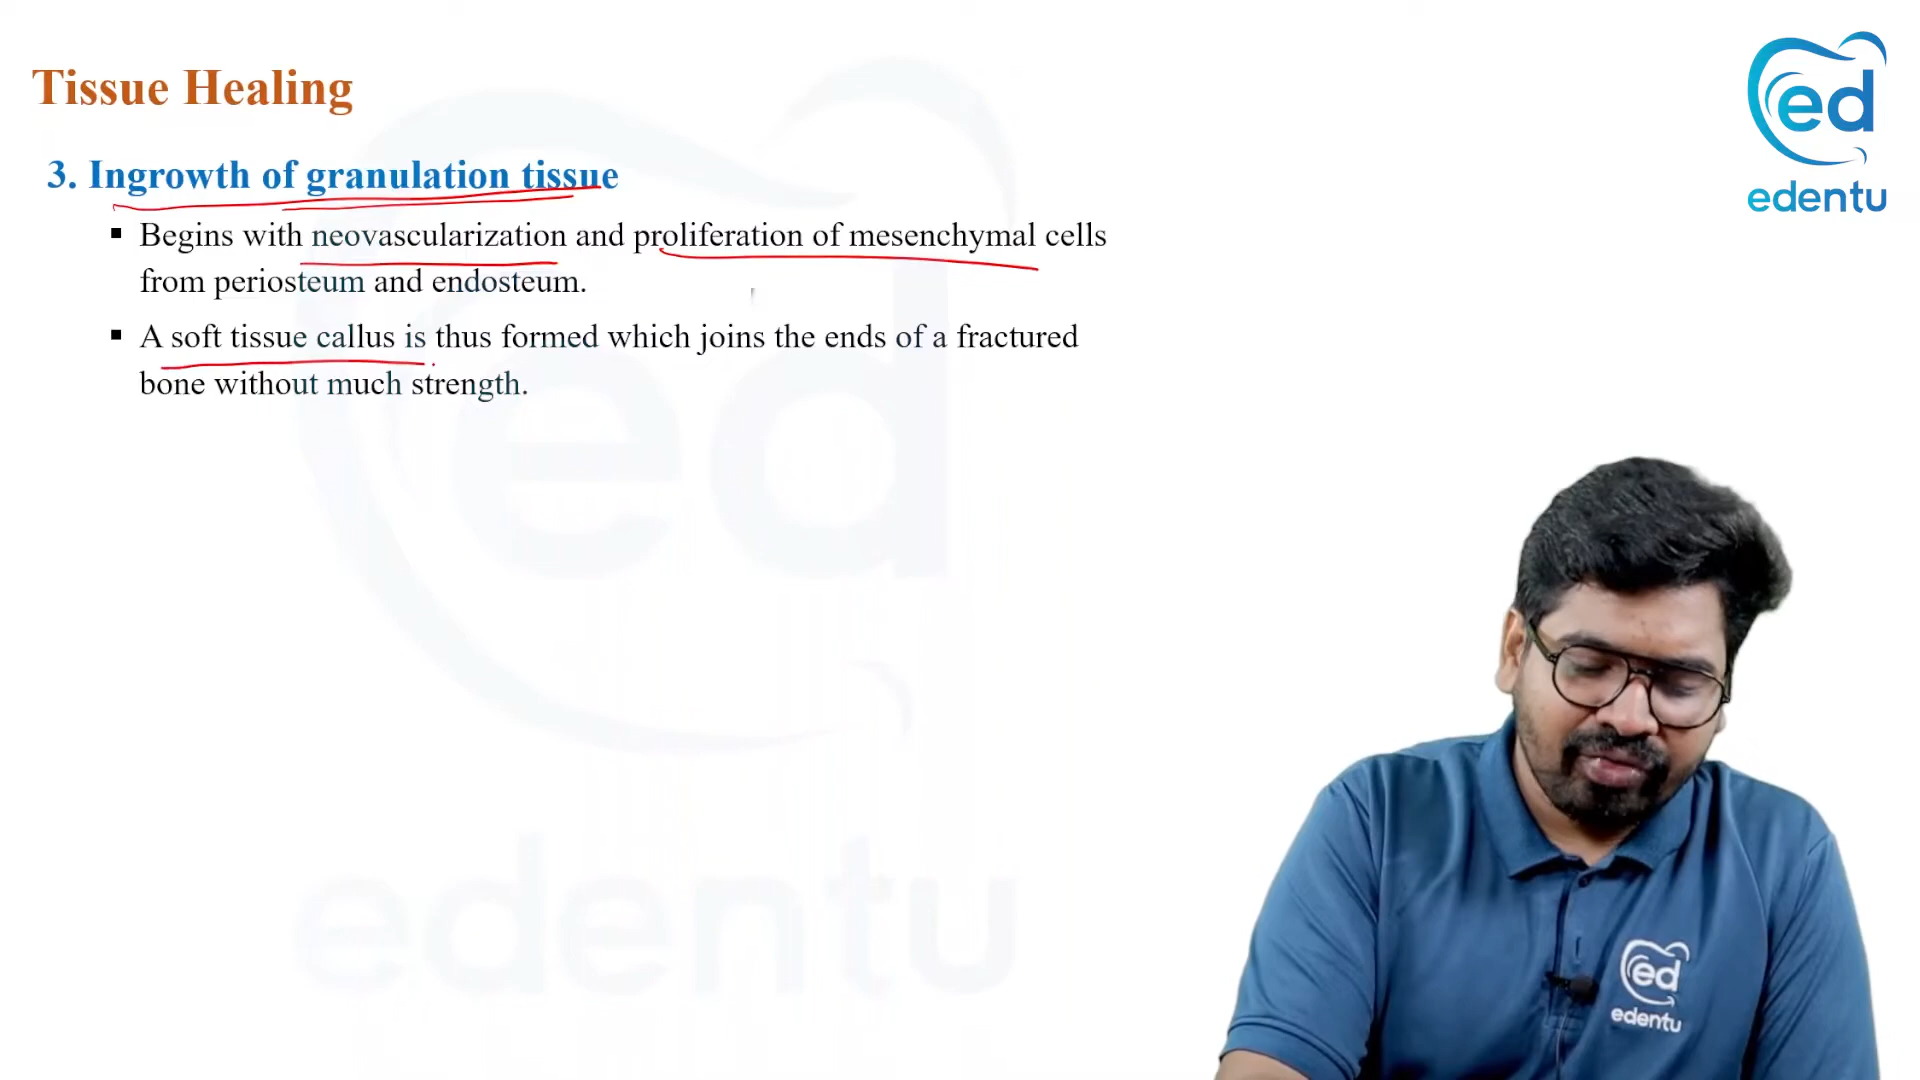 Tissue Healing
ed
edentu
3. Ingrowth of granulation tissue
▪ Begins with neovascularization and proliferation of mesenchymal cells
from periosteum and endosteum.
▪ A soft tissue callus is thus formed which joins the ends of a fractured
bone without much strength.
ed
edentu
ed
edentu